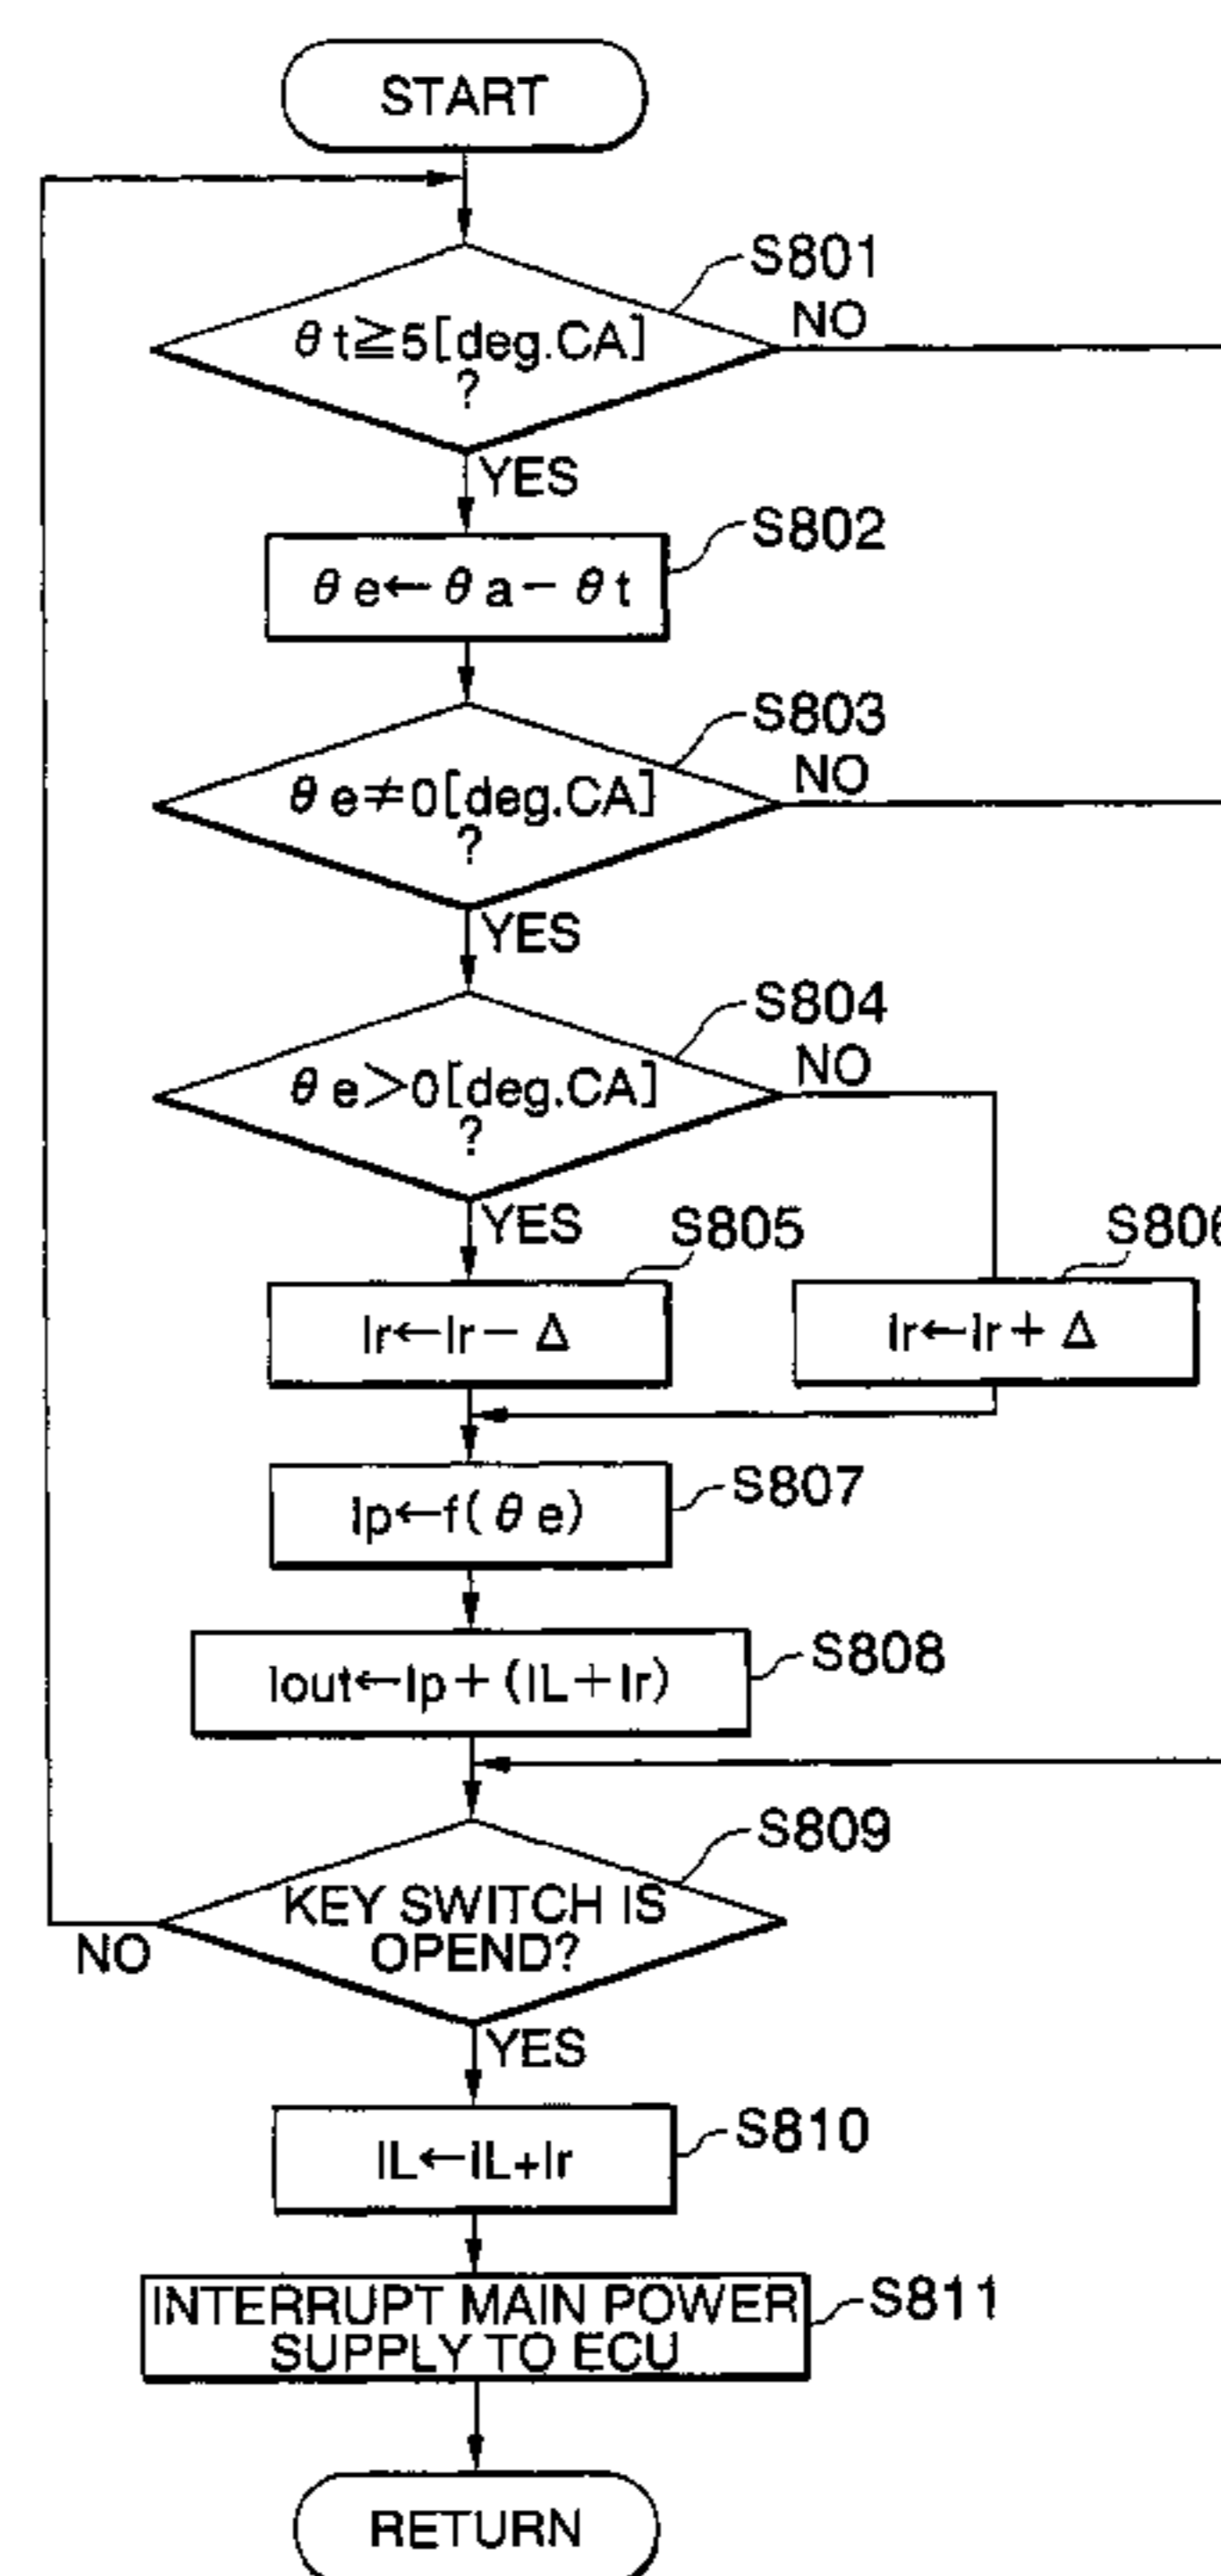 START
S801
NO
θt≧5[deg.CA]
?
YES
S802
θe←θa−θt
S803
NO
θe≠0[deg.CA]
?
YES
S804
NO
θe>0[deg.CA]
?
YES
S805
S806
Ir←Ir−Δ
Ir←Ir+Δ
S807
Ip←f(θe)
S808
Iout←Ip+(IL+Ir)
S809
KEY SWITCH IS
OPEND?
NO
YES
S810
IL←IL+Ir
S811
INTERRUPT MAIN POWER
SUPPLY TO ECU
RETURN